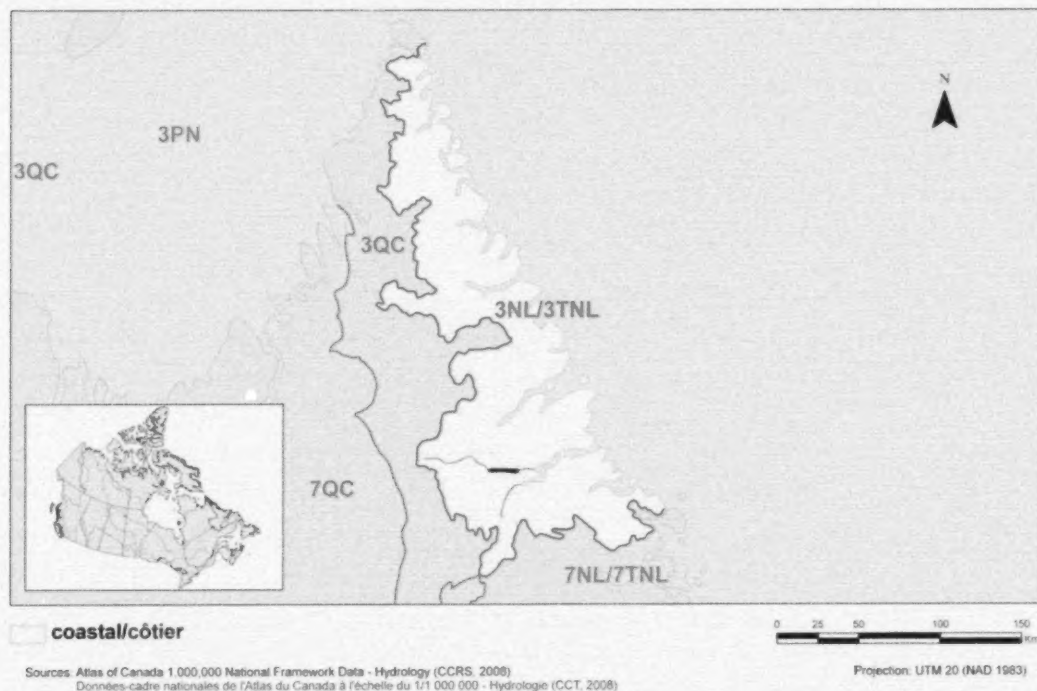 N
3PN
3QC
3QC
3NL/3TNL
7QC
7NL/7TNL
coastal/côtier
0 25 50 100 150
Km
Sources: Atlas of Canada 1:000,000 National Framework Data - Hydrology (CCRS, 2008)
Données-cadre nationales de l'Atlas du Canada à l'échelle du 1/1 000 000 - Hydrologie (CCT, 2008)
Projection: UTM 20 (NAD 1983)